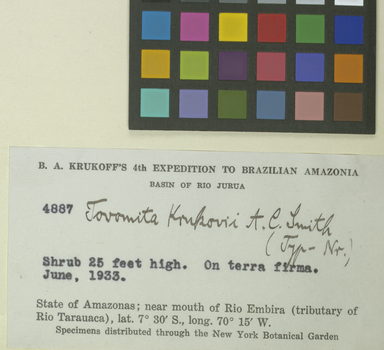 B. A. KRUKOFF'S 4th EXPEDITION TO BRAZILIAN AMAZONIA
BASIN OF RIO JURUA
4887 Tovomita Krukovii A. C. Smith
(Typ- Nr.)
Shrub 25 feet high. On terra firma.
June, 1933.
State of Amazonas; near mouth of Rio Embira (tributary of
Rio Tarauaca), lat. 7° 30' S., long. 70° 15' W.
Specimens distributed through the New York Botanical Garden